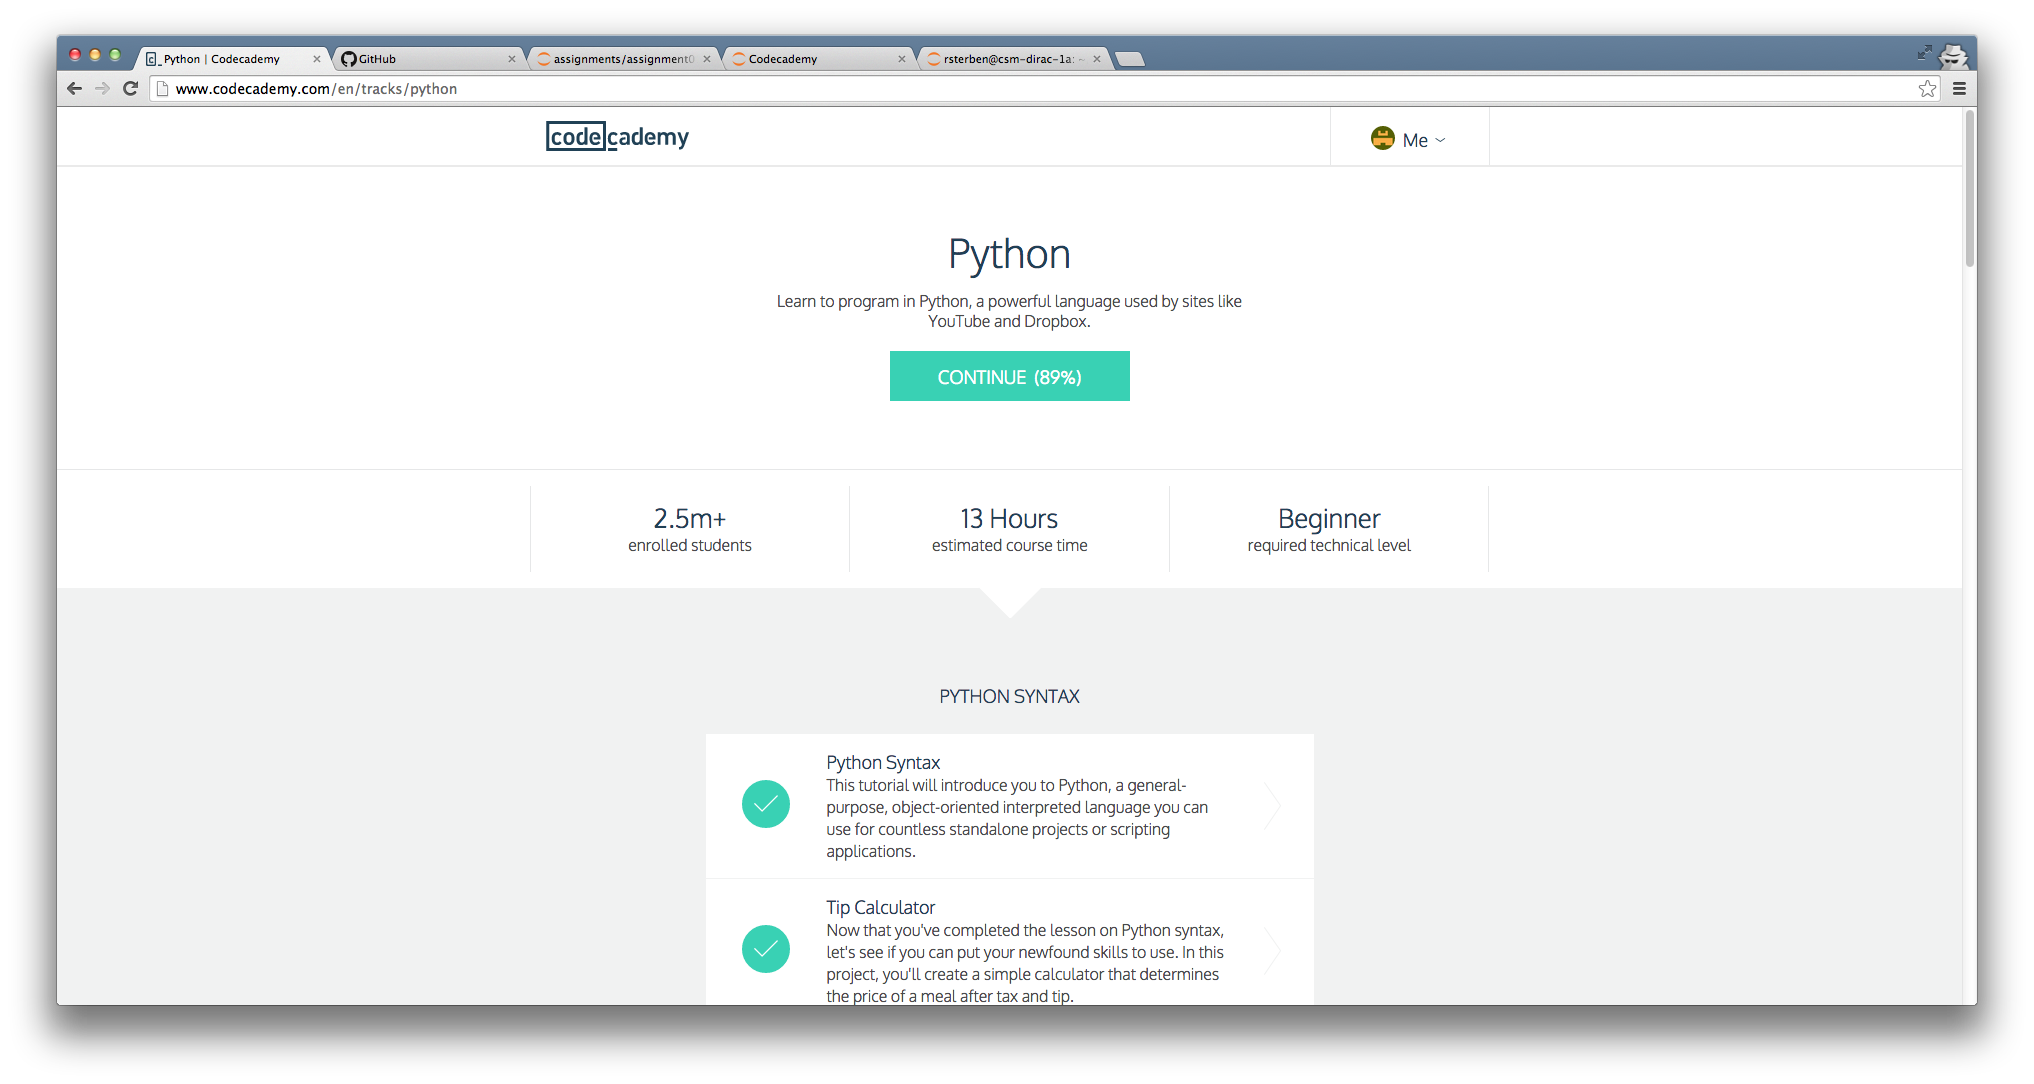 Python | Codecademy
GitHub
assignments/assignment0
Codecademy
rsterben@csm-dirac-1a: ~
www.codecademy.com/en/tracks/python
codecademy
Me
Python
Learn to program in Python, a powerful language used by sites like
YouTube and Dropbox.
CONTINUE (89%)
2.5m+
enrolled students
13 Hours
estimated course time
Beginner
required technical level
PYTHON SYNTAX
Python Syntax
This tutorial will introduce you to Python, a general-
purpose, object-oriented interpreted language you can
use for countless standalone projects or scripting
applications.
Tip Calculator
Now that you've completed the lesson on Python syntax,
let's see if you can put your newfound skills to use. In this
project, you'll create a simple calculator that determines
the price of a meal after tax and tip.